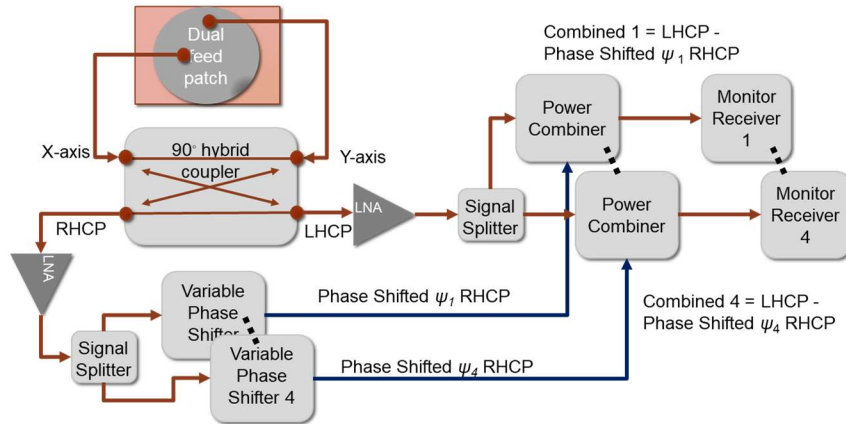 Dual
feed
patch
Combined 1 = LHCP -
Phase Shifted ψ1 RHCP
X-axis
90° hybrid
coupler
Y-axis
Power
Combiner
Monitor
Receiver
1
RHCP
LHCP
LNA
Signal
Splitter
Power
Combiner
Monitor
Receiver
4
LNA
Variable
Phase
Shifter
Phase Shifted ψ1 RHCP
Combined 4 = LHCP -
Phase Shifted ψ4 RHCP
Signal
Splitter
Variable
Phase
Shifter 4
Phase Shifted ψ4 RHCP